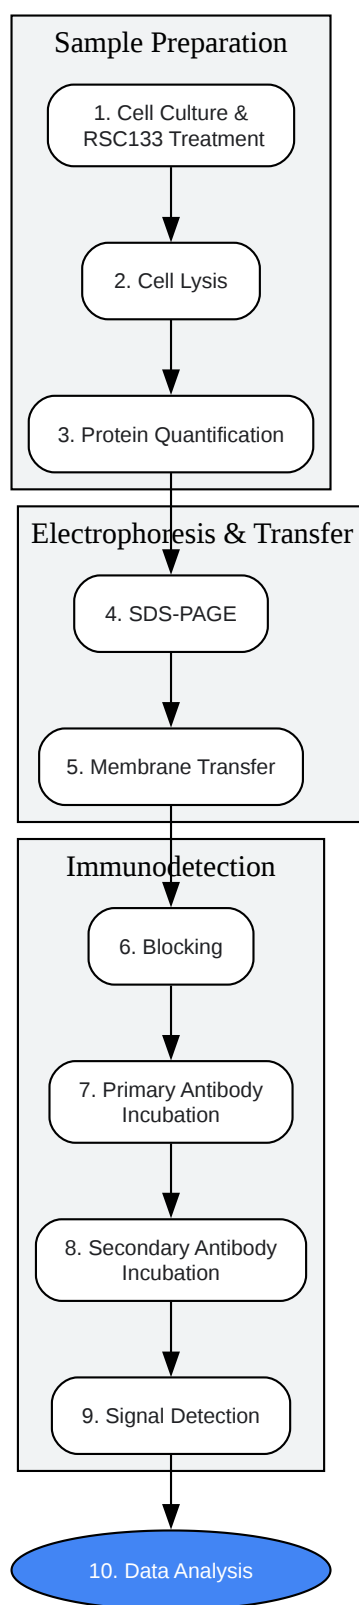 Sample Preparation
1. Cell Culture &
RSC133 Treatment
2. Cell Lysis
3. Protein Quantification
Electrophoresis & Transfer
4. SDS-PAGE
5. Membrane Transfer
Immunodetection
6. Blocking
7. Primary Antibody
Incubation
8. Secondary Antibody
Incubation
9. Signal Detection
10. Data Analysis